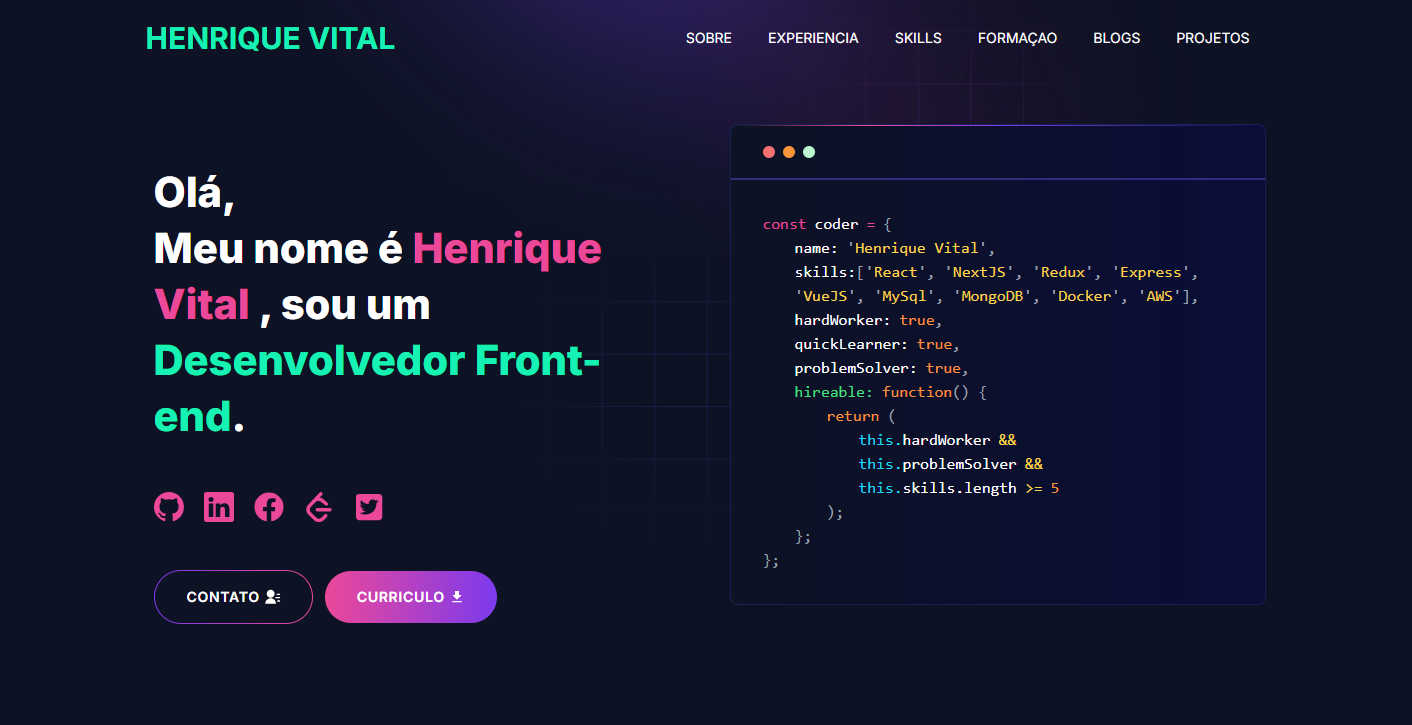 HENRIQUE VITAL
SOBRE EXPERIENCIA SKILLS FORMAÇAO BLOGS PROJETOS
Olá,
Meu nome é Henrique
Vital , sou um
Desenvolvedor Front-
end.
CONTATO CURRICULO
const coder = {
name: 'Henrique Vital',
skills:['React', 'NextJS', 'Redux', 'Express',
'VueJS', 'MySql', 'MongoDB', 'Docker', 'AWS'],
hardWorker: true,
quickLearner: true,
problemSolver: true,
hireable: function() {
return (
this.hardWorker &&
this.problemSolver &&
this.skills.length >= 5
);
};
};